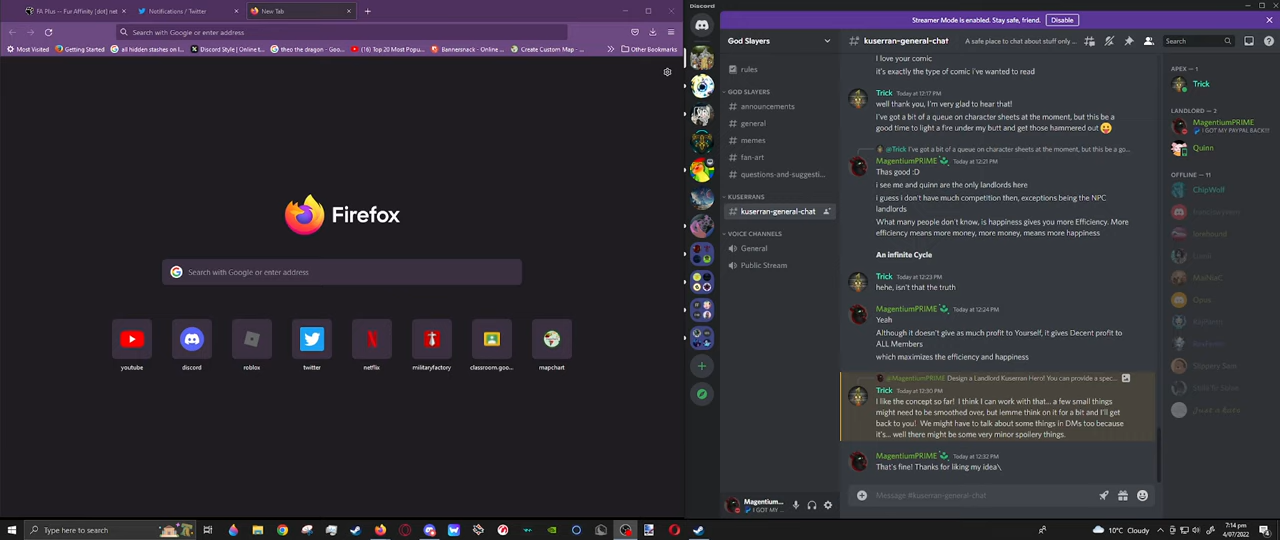 FA Plus -- Fur Affinity [dot] net
Notifications / Twitter
New Tab
Search with Google or enter address
Most Visited
Getting Started
all hidden stashes on ...
Discord Style | Online ...
theo the dragon - Goo...
(16) Top 20 Most Popu...
Bannersnack - Online ...
Create Custom Map - ...
Other Bookmarks
Firefox
Search with Google or enter address
youtube
discord
roblox
twitter
netflix
militaryfactory
classroom.goo...
mapchart
Discord
Streamer Mode is enabled. Stay safe, friend.
Disable
God Slayers
rules
GOD SLAYERS
announcements
general
memes
fan-art
questions-and-suggesti...
KUSERRANS
kuserran-general-chat
VOICE CHANNELS
General
Public Stream
Magentium...
I GOT MY ...
kuserran-general-chat
A safe place to chat about stuff only ...
Search
I love your comic
it's exactly the type of comic i've wanted to read
Trick Today at 12:17 PM
well thank you, I'm very glad to hear that!
I've got a bit of a queue on character sheets at the moment, but this be a
good time to light a fire under my butt and get those hammered out
@Trick I've got a bit of a queue on character sheets at the moment, but this be a go...
MagentiumPRIME Today at 12:21 PM
Thas good :D
i see me and quinn are the only landlords here
i guess i don't have much competition then, exceptions being the NPC
landlords
What many people don't know, is happiness gives you more Efficiency. More
efficiency means more money, more money, means more happiness
An infinite Cycle
Trick Today at 12:23 PM
hehe, isn't that the truth
MagentiumPRIME Today at 12:24 PM
Yeah
Although it doesn't give as much profit to Yourself, it gives Decent profit to
ALL Members
which maximizes the efficiency and happiness
@MagentiumPRIME Design a Landlord Kuserran Hero! You can provide a spec...
Trick Today at 12:30 PM
I like the concept so far! I think I can work with that... a few small things
might need to be smoothed over, but lemme think on it for a bit and I'll get
back to you! We might have to talk about some things in DMs too because
it's... well there might be some very minor spoilery things.
MagentiumPRIME Today at 12:32 PM
That's fine! Thanks for liking my idea\
Message #kuserran-general-chat
APEX — 1
Trick
LANDLORD — 2
MagentiumPRIME
I GOT MY PAYPAL BACK!!
Quinn
OFFLINE — 11
ChipWolf
Slippery Sam
Type here to search
10°C Cloudy
7:14 pm
4/07/2022